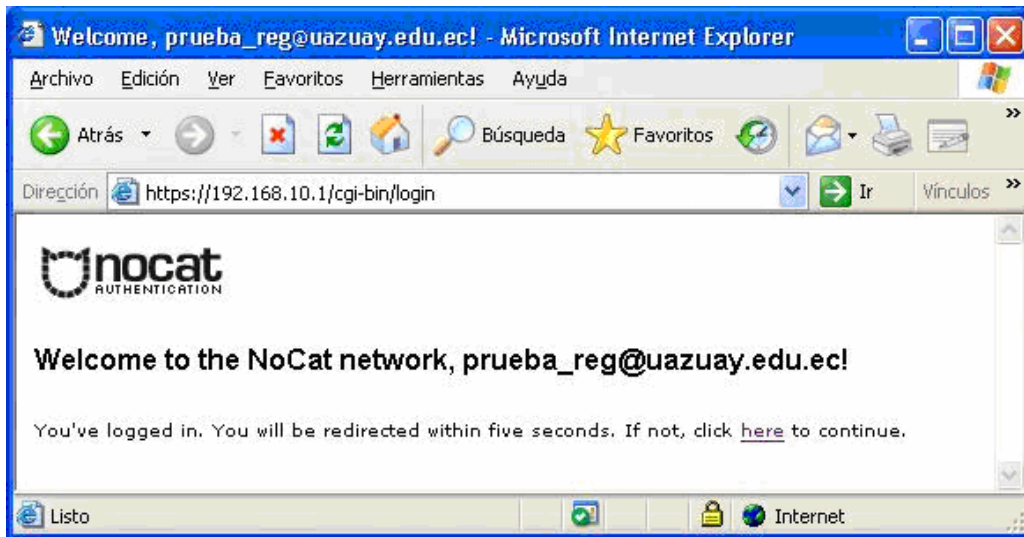 Welcome, prueba_reg@uazuay.edu.ec! - Microsoft Internet Explorer
Archivo Edición Ver Favoritos Herramientas Ayuda
Atrás Búsqueda Favoritos »
Dirección https://192.168.10.1/cgi-bin/login Ir Vínculos »
nocat
AUTHENTICATION
Welcome to the NoCat network, prueba_reg@uazuay.edu.ec!
You've logged in. You will be redirected within five seconds. If not, click here to continue.
Listo Internet